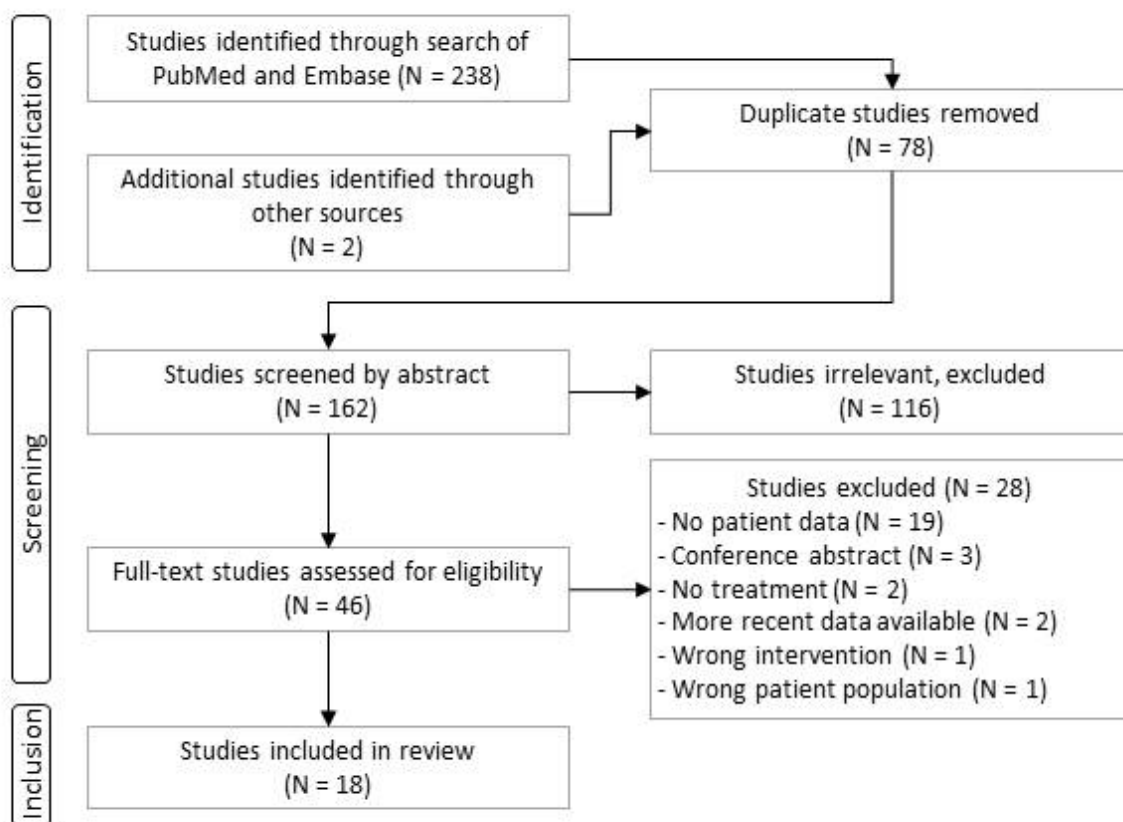 Identification
Studies identified through search of
PubMed and Embase (N = 238)
Duplicate studies removed
(N = 78)
Additional studies identified through
other sources
(N = 2)
Screening
Studies screened by abstract
(N = 162)
Studies irrelevant, excluded
(N = 116)
Full-text studies assessed for eligibility
(N = 46)
Studies excluded (N = 28)
- No patient data (N = 19)
- Conference abstract (N = 3)
- No treatment (N = 2)
- More recent data available (N = 2)
- Wrong intervention (N = 1)
- Wrong patient population (N = 1)
Inclusion
Studies included in review
(N = 18)